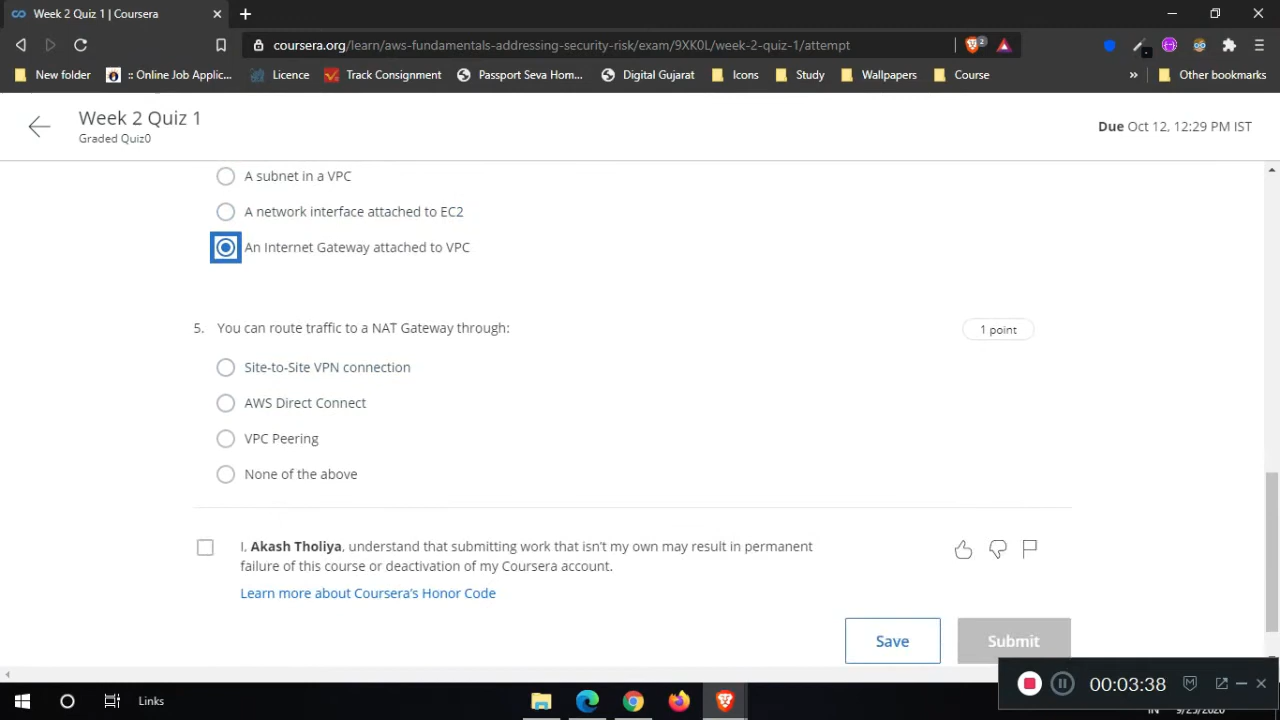 Week 2 Quiz 1 | Coursera
coursera.org/learn/aws-fundamentals-addressing-security-risk/exam/9XK0L/week-2-quiz-1/attempt
2
New folder
:: Online Job Applic...
Licence
Track Consignment
Passport Seva Hom...
Digital Gujarat
Icons
Study
Wallpapers
Course
»
Other bookmarks
Week 2 Quiz 1
Graded Quiz0
Due Oct 12, 12:29 PM IST
A subnet in a VPC
A network interface attached to EC2
An Internet Gateway attached to VPC
5. You can route traffic to a NAT Gateway through:
1 point
Site-to-Site VPN connection
AWS Direct Connect
VPC Peering
None of the above
I, Akash Tholiya, understand that submitting work that isn't my own may result in permanent
failure of this course or deactivation of my Coursera account.
Learn more about Coursera's Honor Code
Save
Submit
00:03:38
Links